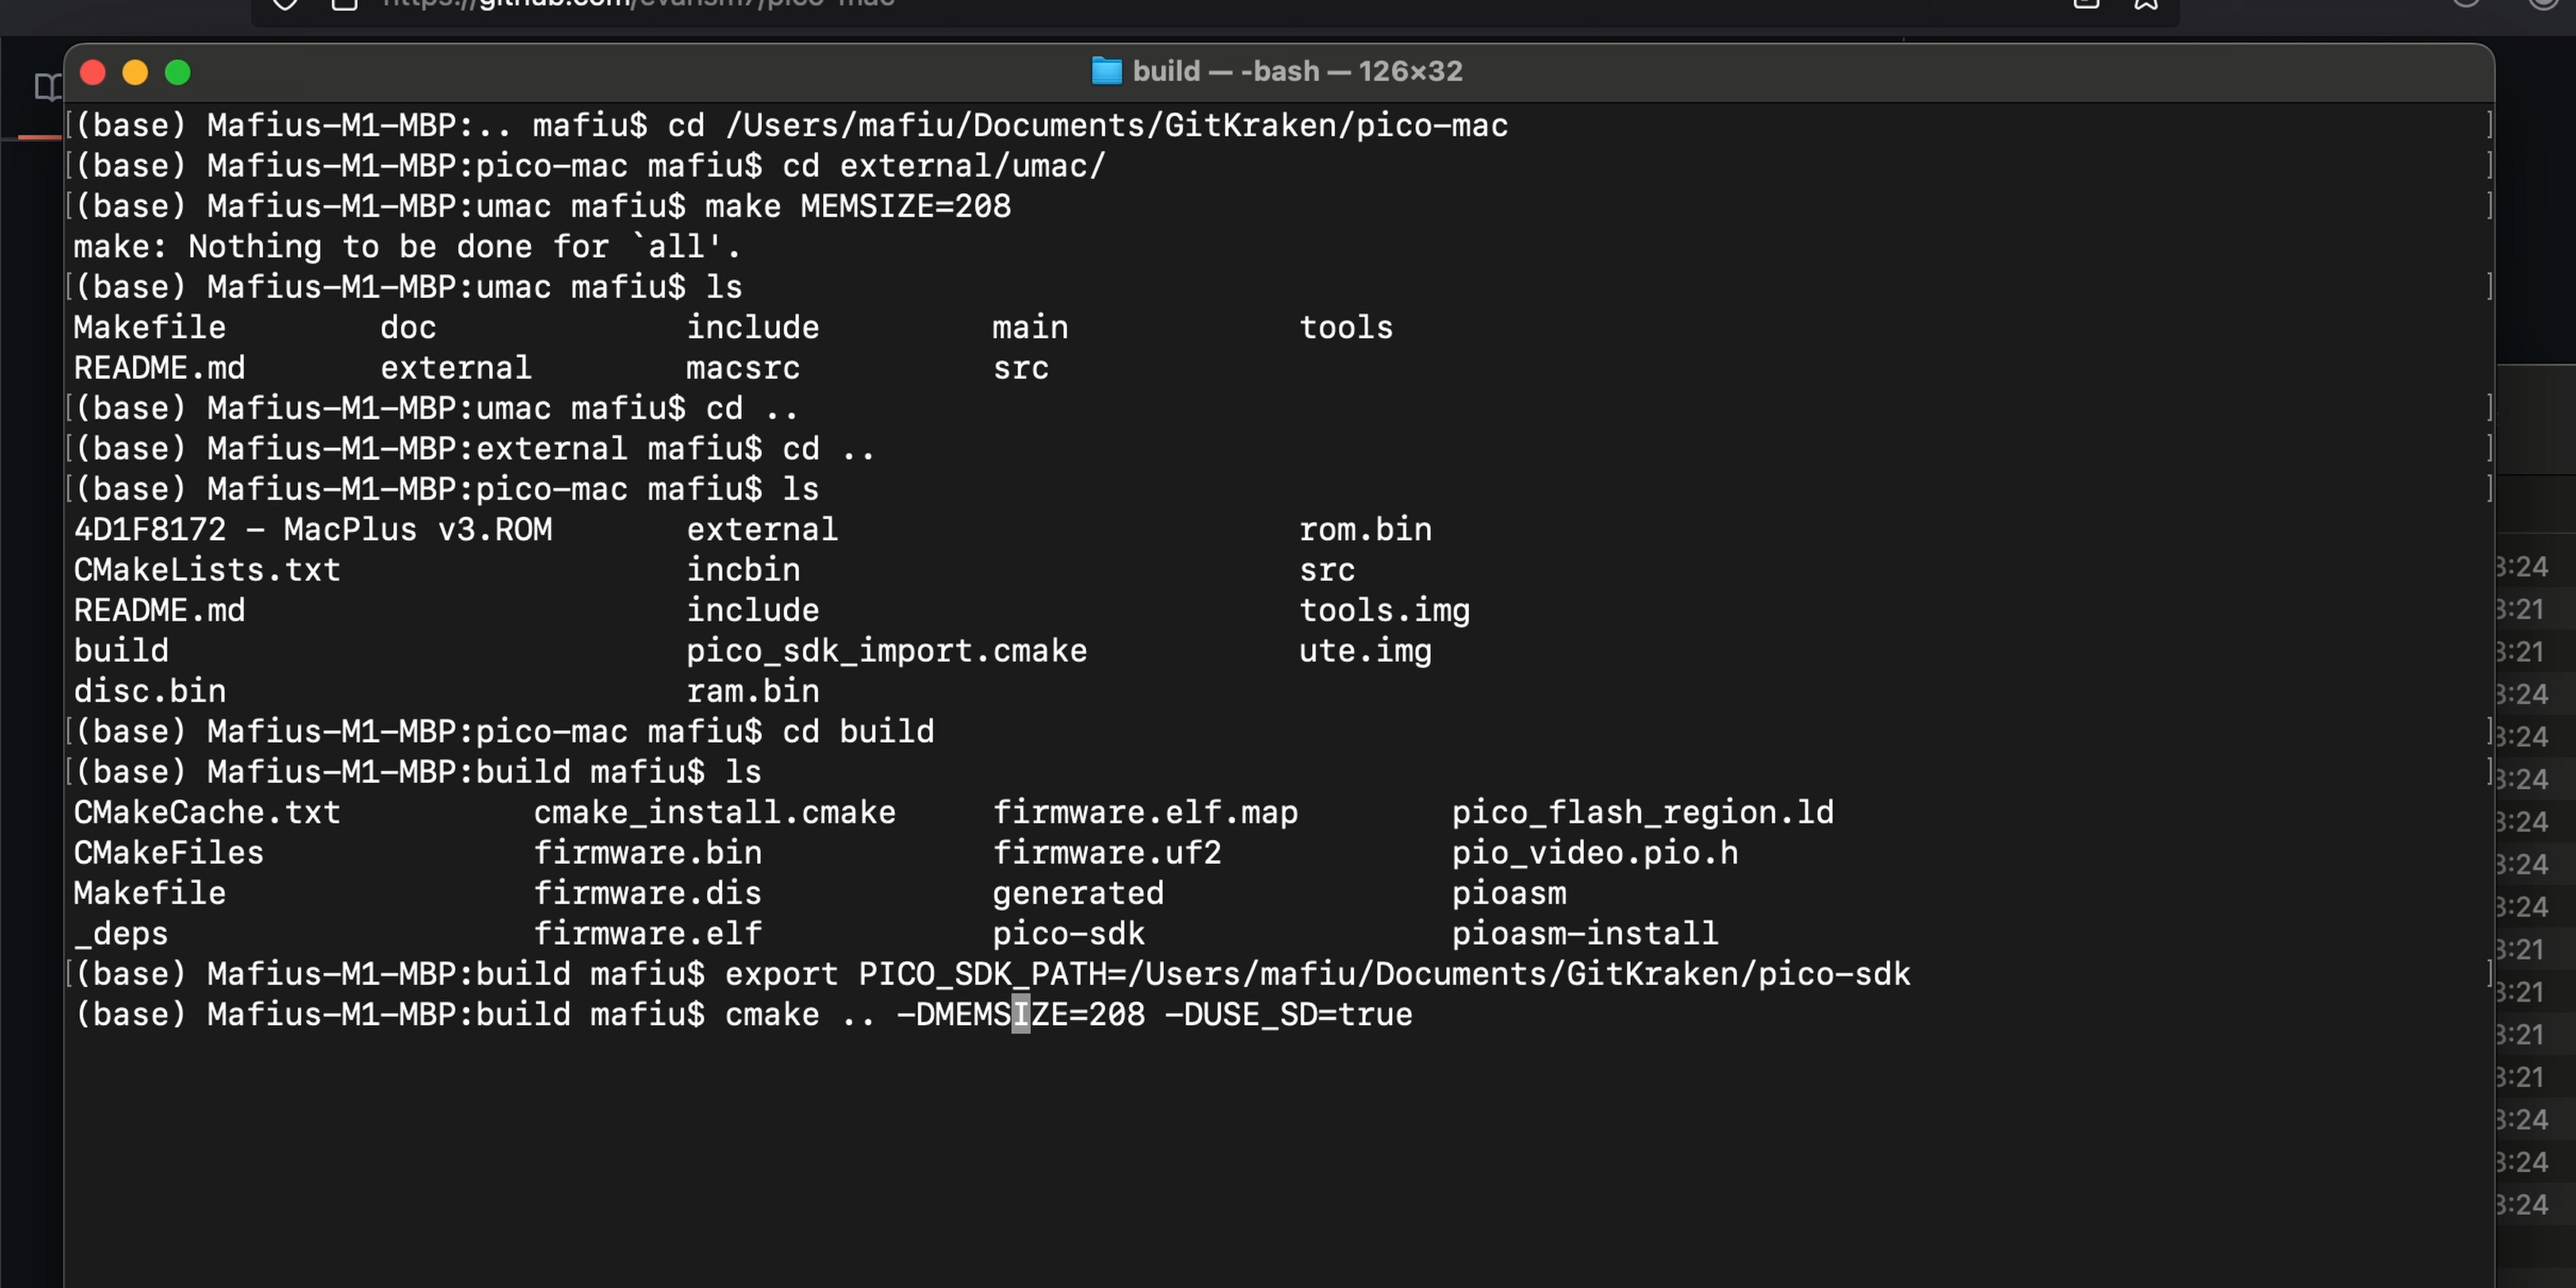 https://github.com/evansm7/pico-mac
build — -bash — 126×32
(base) Mafius-M1-MBP:.. mafiu$ cd /Users/mafiu/Documents/GitKraken/pico-mac
(base) Mafius-M1-MBP:pico-mac mafiu$ cd external/umac/
(base) Mafius-M1-MBP:umac mafiu$ make MEMSIZE=208
make: Nothing to be done for `all'.
(base) Mafius-M1-MBP:umac mafiu$ ls
Makefile doc include main tools
README.md external macsrc src
(base) Mafius-M1-MBP:umac mafiu$ cd ..
(base) Mafius-M1-MBP:external mafiu$ cd ..
(base) Mafius-M1-MBP:pico-mac mafiu$ ls
4D1F8172 - MacPlus v3.ROM external rom.bin
CMakeLists.txt incbin src
README.md include tools.img
build pico_sdk_import.cmake ute.img
disc.bin ram.bin
(base) Mafius-M1-MBP:pico-mac mafiu$ cd build
(base) Mafius-M1-MBP:build mafiu$ ls
CMakeCache.txt cmake_install.cmake firmware.elf.map pico_flash_region.ld
CMakeFiles firmware.bin firmware.uf2 pio_video.pio.h
Makefile firmware.dis generated pioasm
_deps firmware.elf pico-sdk pioasm-install
(base) Mafius-M1-MBP:build mafiu$ export PICO_SDK_PATH=/Users/mafiu/Documents/GitKraken/pico-sdk
(base) Mafius-M1-MBP:build mafiu$ cmake .. -DMEMSIZE=208 -DUSE_SD=true